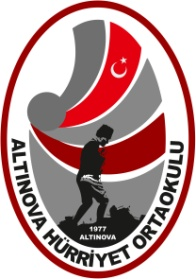 1977
ALTINOVA
ALTINOVA HÜRRİYET ORTAOKULU